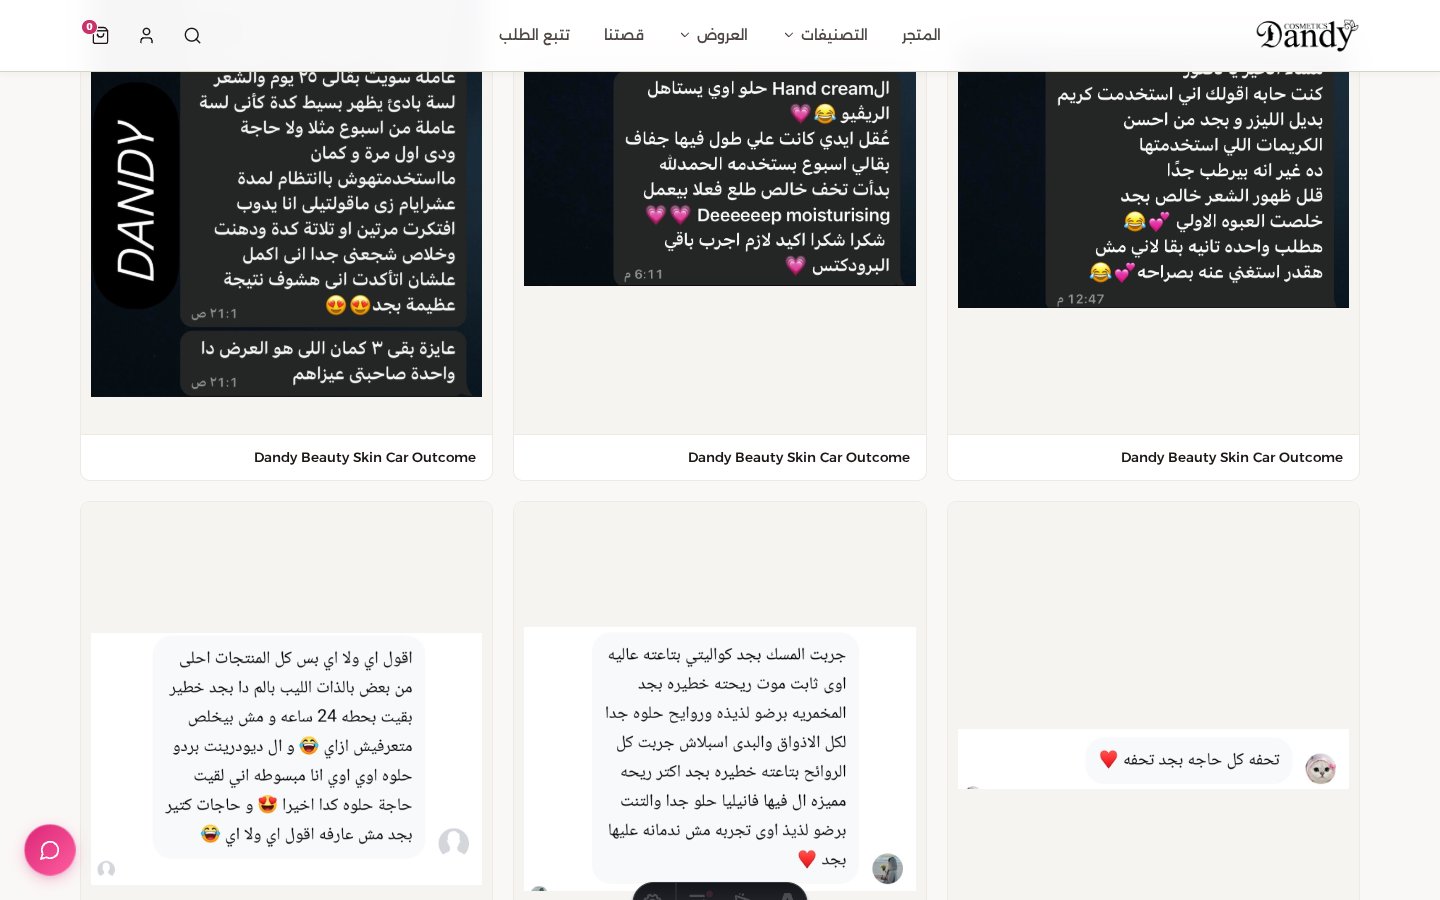 Dandy
COSMETICS
المتجر
التصنيفات
العروض
قصتنا
تتبع الطلب
0
كنت حابه اقولك اني استخدمت كريم
بديل الليزر و بجد من احسن
الكريمات اللي استخدمتها
ده غير انه بيرطب جدًا
قلل ظهور الشعر خالص بجد
خلصت العبوه الاولي 💕😂
هطلب واحده تانيه بقا لاني مش
هقدر استغني عنه بصراحه💕😂
12:47 م
Dandy Beauty Skin Car Outcome
الHand cream حلو اوي يستاهل
الريڤيو 😂💗
عُقل ايدي كانت علي طول فيها جفاف
بقالي اسبوع بستخدمه الحمدلله
بدأت تخف خالص طلع فعلا بيعمل
Deeeeeep moisturising 💗💗
شكرا شكرا اكيد لازم اجرب باقي
البرودكتس 💗
6:11 م
Dandy Beauty Skin Car Outcome
DANDY
عاملة سويت بقالى ٢٥ يوم والشعر
لسة بادئ يظهر بسيط كدة كأنى لسة
عاملة من اسبوع مثلا ولا حاجة
ودى اول مرة و كمان
مااستخدمتهوش باانتظام لمدة
عشرايام زى ماقولتيلى انا يدوب
افتكرت مرتين او تلاتة كدة ودهنت
وخلاص شجعنى جدا انى اكمل
علشان اتأكدت انى هشوف نتيجة
عظيمة بجد😍😍
٢١:1 ص
عايزة بقى ٣ كمان اللى هو العرض دا
واحدة صاحبتى عيزاهم
٢١:1 ص
Dandy Beauty Skin Car Outcome
تحفه كل حاجه بجد تحفه ♥️
جربت المسك بجد كواليتي بتاعته عاليه
اوى ثابت موت ريحته خطيره بجد
المخمريه برضو لذيذه وروايح حلوه جدا
لكل الاذواق والبدى اسبلاش جربت كل
الروائح بتاعته خطيره بجد اكتر ريحه
مميزه ال فيها فانيليا حلو جدا والتنت
برضو لذيذ اوى تجربه مش ندمانه عليها
بجد ♥️
اقول اي ولا اي بس كل المنتجات احلى
من بعض بالذات الليب بالم دا بجد خطير
بقيت بحطه 24 ساعه و مش بيخلص
متعرفيش ازاي 😂 و ال ديودرينت بردو
حلوه اوي اوي انا مبسوطه اني لقيت
حاجة حلوه كدا اخيرا 😍 و حاجات كتير
بجد مش عارفه اقول اي ولا اي 😂